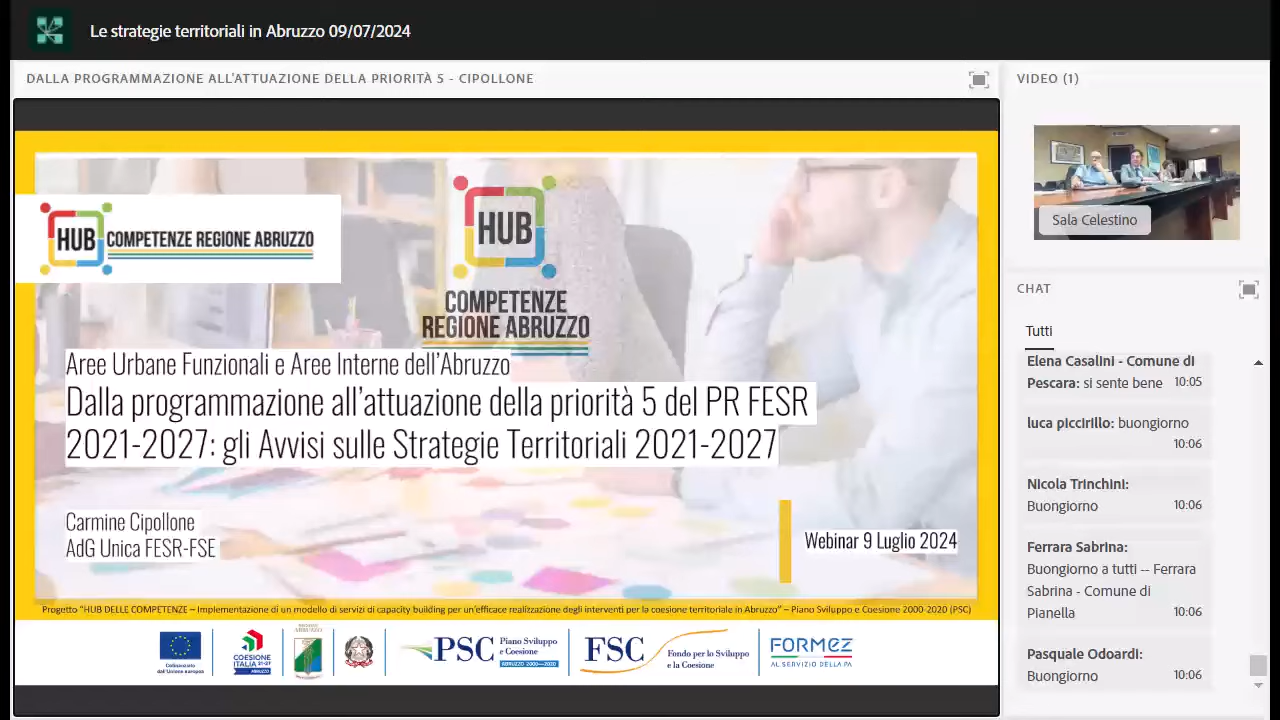 Le strategie territoriali in Abruzzo 09/07/2024
DALLA PROGRAMMAZIONE ALL'ATTUAZIONE DELLA PRIORITÀ 5 - CIPOLLONE
HUB COMPETENZE REGIONE ABRUZZO
HUB
COMPETENZE
REGIONE ABRUZZO
Aree Urbane Funzionali e Aree Interne dell'Abruzzo
Dalla programmazione all'attuazione della priorità 5 del PR FESR
2021-2027: gli Avvisi sulle Strategie Territoriali 2021-2027
Carmine Cipollone
AdG Unica FESR-FSE
Webinar 9 Luglio 2024
Progetto "HUB DELLE COMPETENZE – Implementazione di un modello di servizi di capacity building per un'efficace realizzazione degli interventi per la coesione territoriale in Abruzzo" – Piano Sviluppo e Coesione 2000-2020 (PSC)
Cofinanziato
dall'Unione europea
COESIONE
ITALIA 21-27
ABRUZZO
REGIONE
ABRUZZO
PSC Piano Sviluppo
e Coesione
ABRUZZO 2000—2020
FSC Fondo per lo Sviluppo
e la Coesione
FORMEZ
AL SERVIZIO DELLA PA
VIDEO (1)
Sala Celestino
CHAT
Tutti
Elena Casalini - Comune di
Pescara: si sente bene 10:05
luca piccirillo: buongiorno
10:06
Nicola Trinchini:
Buongiorno 10:06
Ferrara Sabrina:
Buongiorno a tutti -- Ferrara
Sabrina - Comune di
Pianella 10:06
Pasquale Odoardi:
Buongiorno 10:06